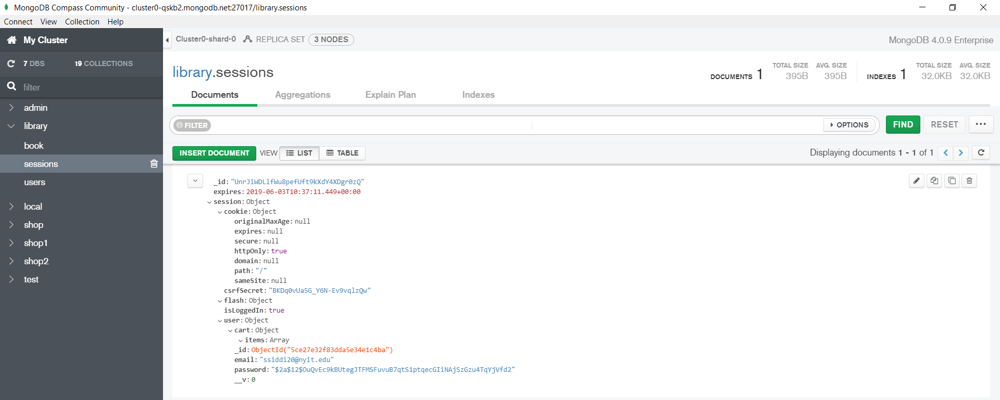 MongoDB Compass Community - cluster0-qskb2.mongodb.net:27017/library.sessions
Connect View Collection Help
My Cluster
Cluster0-shard-0 REPLICA SET 3 NODES
MongoDB 4.0.9 Enterprise
7 DBS 19 COLLECTIONS
filter
admin
library
book
sessions
users
local
shop
shop1
shop2
test
library.sessions
DOCUMENTS 1 TOTAL SIZE 395B AVG. SIZE 395B
INDEXES 1 TOTAL SIZE 32.0KB AVG. SIZE 32.0KB
Documents Aggregations Explain Plan Indexes
FILTER OPTIONS FIND RESET ...
INSERT DOCUMENT VIEW LIST TABLE Displaying documents 1 - 1 of 1
_id: "UnrJiWDLlfWu8pefUft9kXdY4XDgr0zQ"
expires: 2019-06-03T10:37:11.449+00:00
session: Object
cookie: Object
originalMaxAge: null
expires: null
secure: null
httpOnly: true
domain: null
path: "/"
sameSite: null
csrfSecret: "BKDq0vUa5G_Y6N-Ev9vqlzQw"
flash: Object
isLoggedIn: true
user: Object
cart: Object
items: Array
_id: ObjectId("5ce27e32f83dda5e34e1c4ba")
email: "ssiddi20@nyit.edu"
password: "$2a$12$OuQvEc9kBUtegJTFMSFuvuB7qtS1ptqecGIiNAjSzGzu4TqYjVfd2"
__v: 0